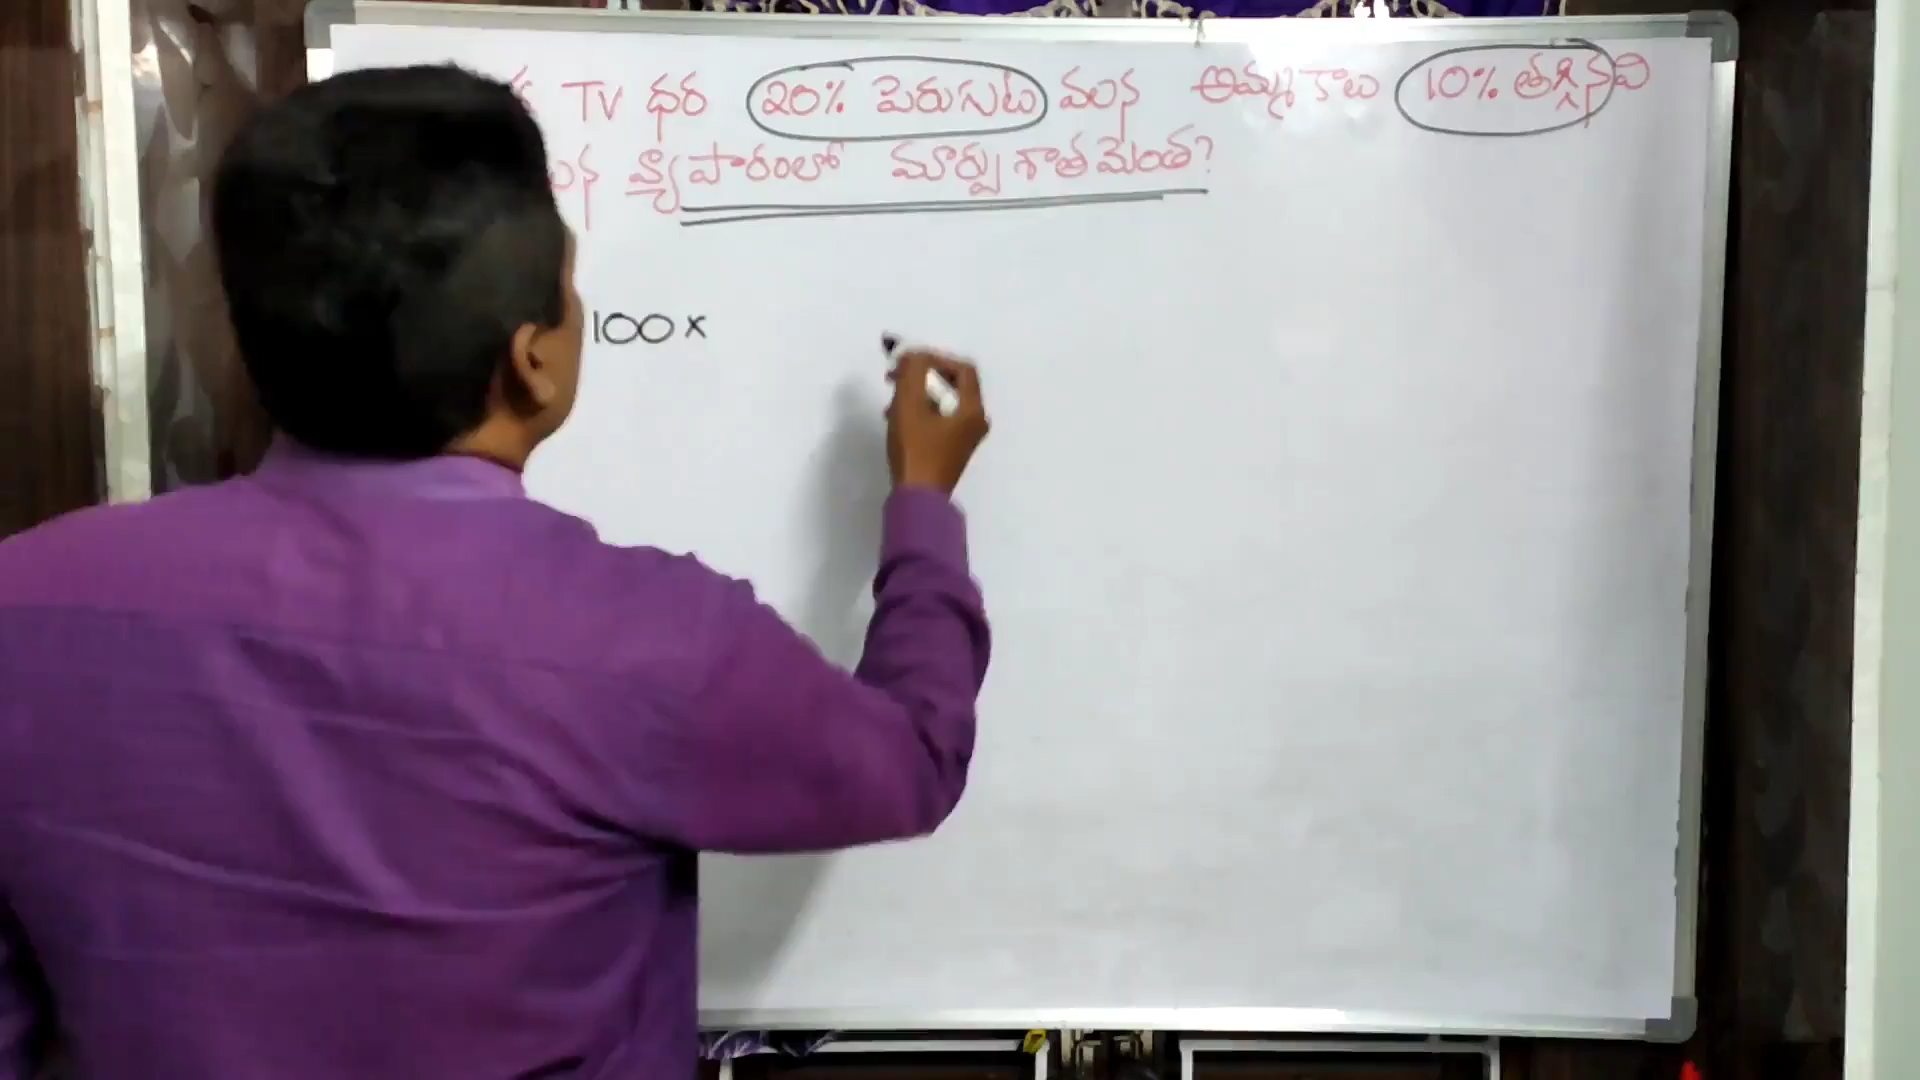 TV ధర 20% పెరుగుట వలన అమ్మకాలు 10% తగ్గినవి
వ్యాపారంలో మార్పు శాతమెంత?
100 ×